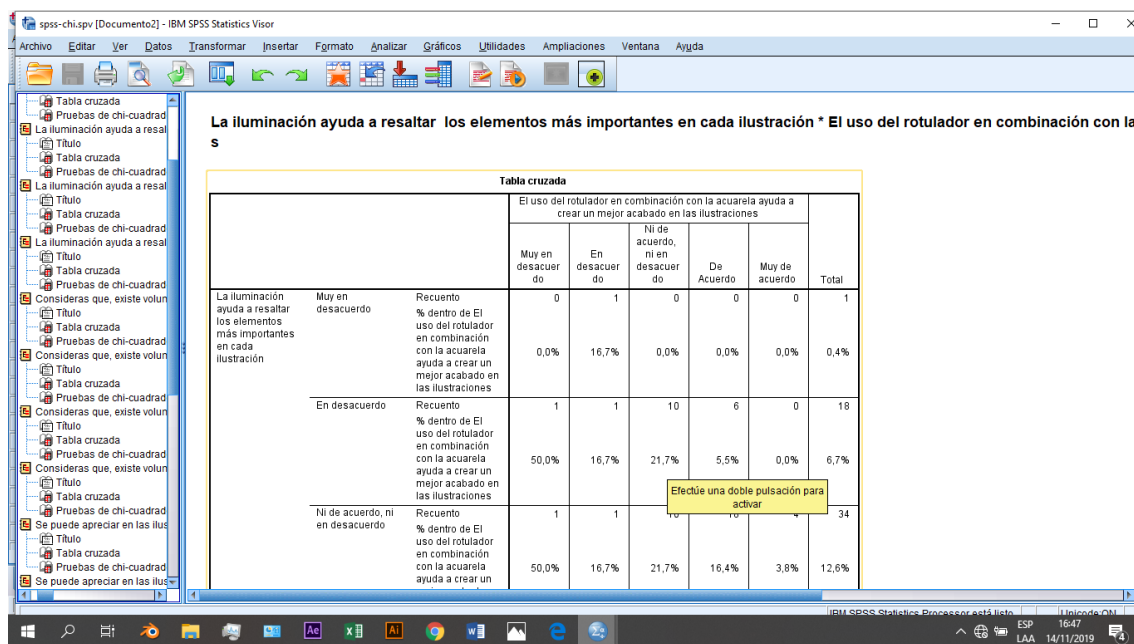 spss-chi.spv [Documento2] - IBM SPSS Statistics Visor
Archivo Editar Ver Datos Transformar Insertar Formato Analizar Gráficos Utilidades Ampliaciones Ventana Ayuda
Tabla cruzada
Pruebas de chi-cuadrad
La iluminación ayuda a resal
Título
Tabla cruzada
Pruebas de chi-cuadrad
La iluminación ayuda a resal
Título
Tabla cruzada
Pruebas de chi-cuadrad
La iluminación ayuda a resal
Título
Tabla cruzada
Pruebas de chi-cuadrad
Consideras que, existe volun
Título
Tabla cruzada
Pruebas de chi-cuadrad
Consideras que, existe volun
Título
Tabla cruzada
Pruebas de chi-cuadrad
Consideras que, existe volun
Título
Tabla cruzada
Pruebas de chi-cuadrad
Consideras que, existe volun
Título
Tabla cruzada
Pruebas de chi-cuadrad
Se puede apreciar en las ilus
Título
Tabla cruzada
Pruebas de chi-cuadrad
Se puede apreciar en las ilus
La iluminación ayuda a resaltar los elementos más importantes en cada ilustración * El uso del rotulador en combinación con la
s
Tabla cruzada
El uso del rotulador en combinación con la acuarela ayuda a
crear un mejor acabado en las ilustraciones
Muy en
desacuer
do
En
desacuer
do
Ni de
acuerdo,
ni en
desacuer
do
De
Acuerdo
Muy de
acuerdo
Total
La iluminación
ayuda a resaltar
los elementos
más importantes
en cada
ilustración
Muy en
desacuerdo
Recuento 0 1 0 0 0 1
% dentro de El
uso del rotulador
en combinación
con la acuarela
ayuda a crear un
mejor acabado en
las ilustraciones
0,0% 16,7% 0,0% 0,0% 0,0% 0,4%
En desacuerdo
Recuento 1 1 10 6 0 18
% dentro de El
uso del rotulador
en combinación
con la acuarela
ayuda a crear un
mejor acabado en
las ilustraciones
50,0% 16,7% 21,7% 5,5% 0,0% 6,7%
Efectúe una doble pulsación para
activar
Ni de acuerdo, ni
en desacuerdo
Recuento 1 1 34
% dentro de El
uso del rotulador
en combinación
con la acuarela
ayuda a crear un
50,0% 16,7% 21,7% 16,4% 3,8% 12,6%
IBM SPSS Statistics Processor está listo Unicode:ON
Ae
Ai
ESP
LAA
16:47
14/11/2019
4